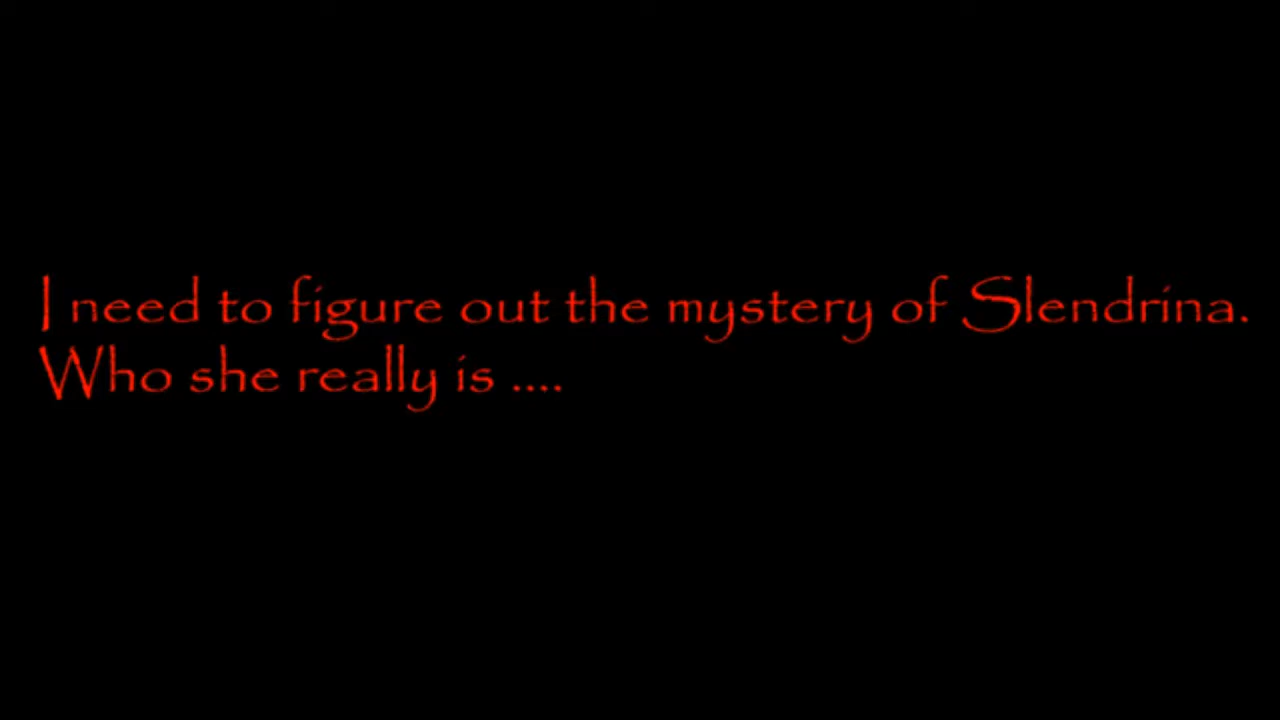 I need to figure out the mystery of Slendrina.
Who she really is ....